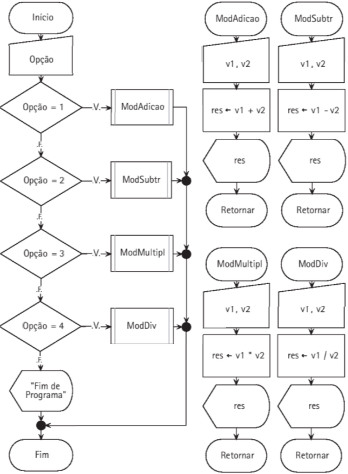 Início
Opção
Opção = 1
.V.
ModAdicao
.F.
Opção = 2
.V.
ModSubtr
.F.
Opção = 3
.V.
ModMultipl
.F.
Opção = 4
.V.
ModDiv
.F.
"Fim de
Programa"
Fim
ModAdicao
v1, v2
res ← v1 + v2
res
Retornar
ModSubtr
v1, v2
res ← v1 - v2
res
Retornar
ModMultipl
v1, v2
res ← v1 * v2
res
Retornar
ModDiv
v1, v2
res ← v1 / v2
res
Retornar